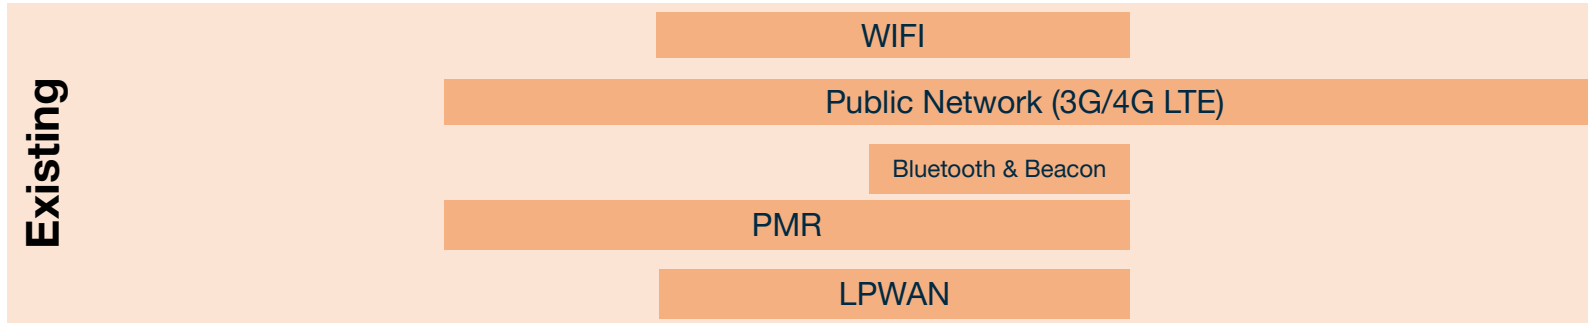 Existing
WIFI
Public Network (3G/4G LTE)
Bluetooth & Beacon
PMR
LPWAN